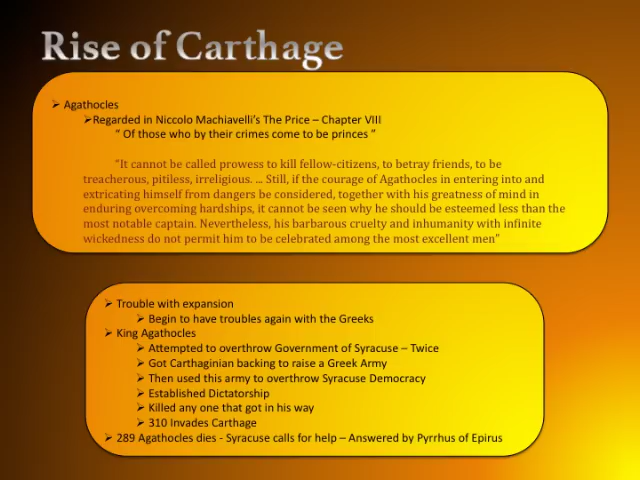 Rise of Carthage
➢ Agathocles
➢Regarded in Niccolo Machiavelli's The Price – Chapter VIII
" Of those who by their crimes come to be princes "
"It cannot be called prowess to kill fellow-citizens, to betray friends, to be
treacherous, pitiless, irreligious. ... Still, if the courage of Agathocles in entering into and
extricating himself from dangers be considered, together with his greatness of mind in
enduring overcoming hardships, it cannot be seen why he should be esteemed less than the
most notable captain. Nevertheless, his barbarous cruelty and inhumanity with infinite
wickedness do not permit him to be celebrated among the most excellent men"
➢ Trouble with expansion
➢ Begin to have troubles again with the Greeks
➢ King Agathocles
➢ Attempted to overthrow Government of Syracuse – Twice
➢ Got Carthaginian backing to raise a Greek Army
➢ Then used this army to overthrow Syracuse Democracy
➢ Established Dictatorship
➢ Killed any one that got in his way
➢ 310 Invades Carthage
➢ 289 Agathocles dies - Syracuse calls for help – Answered by Pyrrhus of Epirus